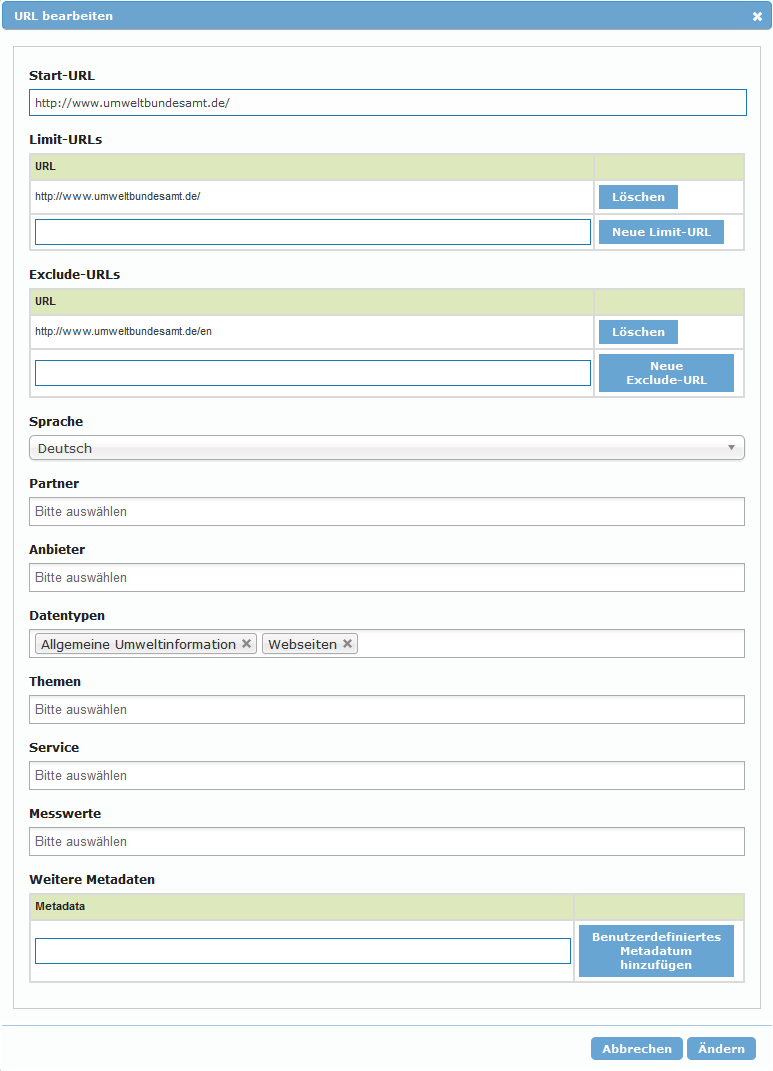 URL bearbeiten
Start-URL
http://www.umweltbundesamt.de/
Limit-URLs
URL
http://www.umweltbundesamt.de/ Löschen
Neue Limit-URL
Exclude-URLs
URL
http://www.umweltbundesamt.de/en Löschen
Neue
Exclude-URL
Sprache
Deutsch
Partner
Bitte auswählen
Anbieter
Bitte auswählen
Datentypen
Allgemeine Umweltinformation Webseiten
Themen
Bitte auswählen
Service
Bitte auswählen
Messwerte
Bitte auswählen
Weitere Metadaten
Metadata
Benutzerdefiniertes
Metadatum
hinzufügen
Abbrechen Ändern